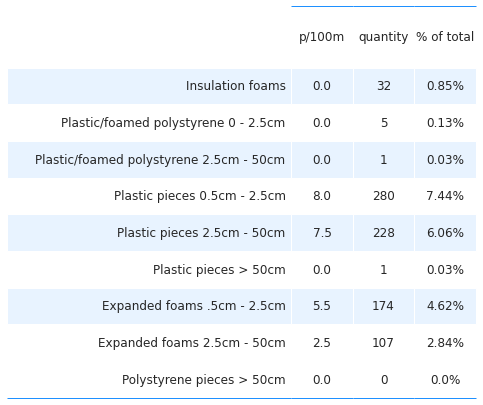 p/100m quantity % of total
Insulation foams 0.0 32 0.85%
Plastic/foamed polystyrene 0 - 2.5cm 0.0 5 0.13%
Plastic/foamed polystyrene 2.5cm - 50cm 0.0 1 0.03%
Plastic pieces 0.5cm - 2.5cm 8.0 280 7.44%
Plastic pieces 2.5cm - 50cm 7.5 228 6.06%
Plastic pieces > 50cm 0.0 1 0.03%
Expanded foams .5cm - 2.5cm 5.5 174 4.62%
Expanded foams 2.5cm - 50cm 2.5 107 2.84%
Polystyrene pieces > 50cm 0.0 0 0.0%